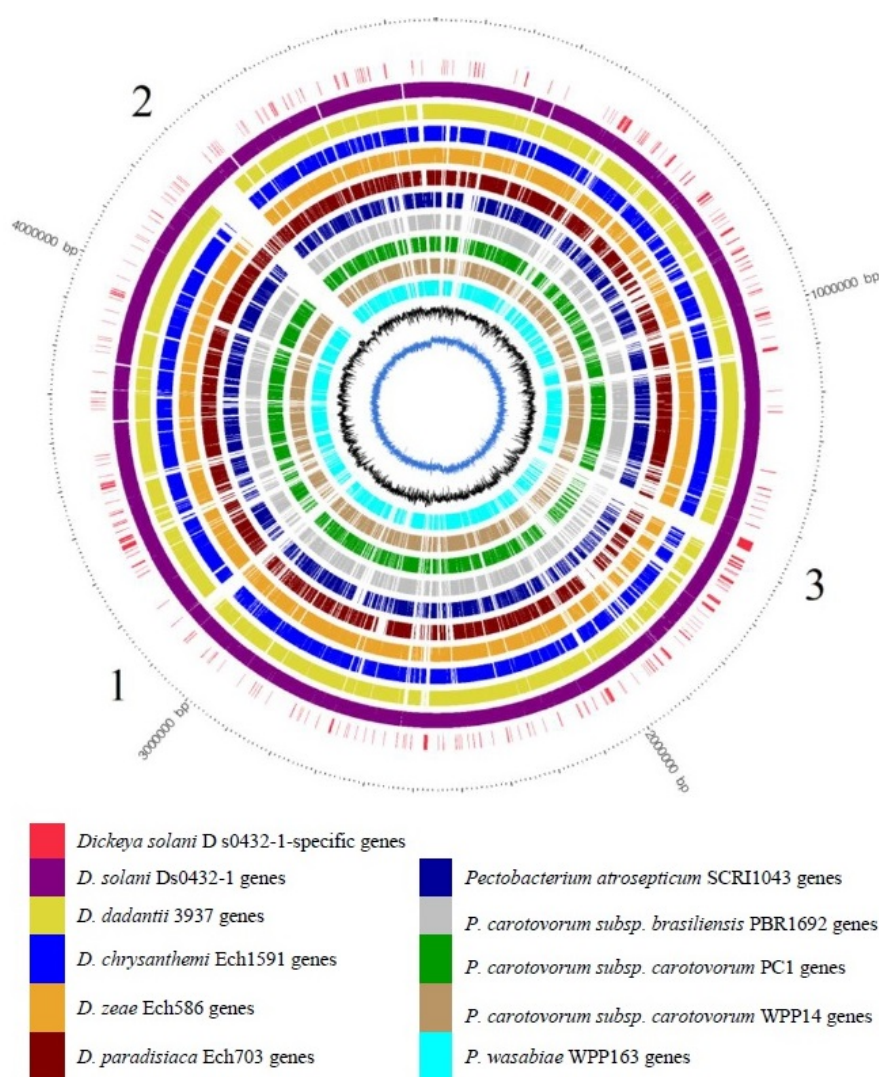 2
4000000 bp
1000000 bp
3
1
3000000 bp
2000000 bp
Dickeya solani D s0432-1-specific genes
D. solani Ds0432-1 genes
D. dadantii 3937 genes
D. chrysanthemi Ech1591 genes
D. zeae Ech586 genes
D. paradisiaca Ech703 genes
Pectobacterium atrosepticum SCRI1043 genes
P. carotovorum subsp. brasiliensis PBR1692 genes
P. carotovorum subsp. carotovorum PC1 genes
P. carotovorum subsp. carotovorum WPP14 genes
P. wasabiae WPP163 genes